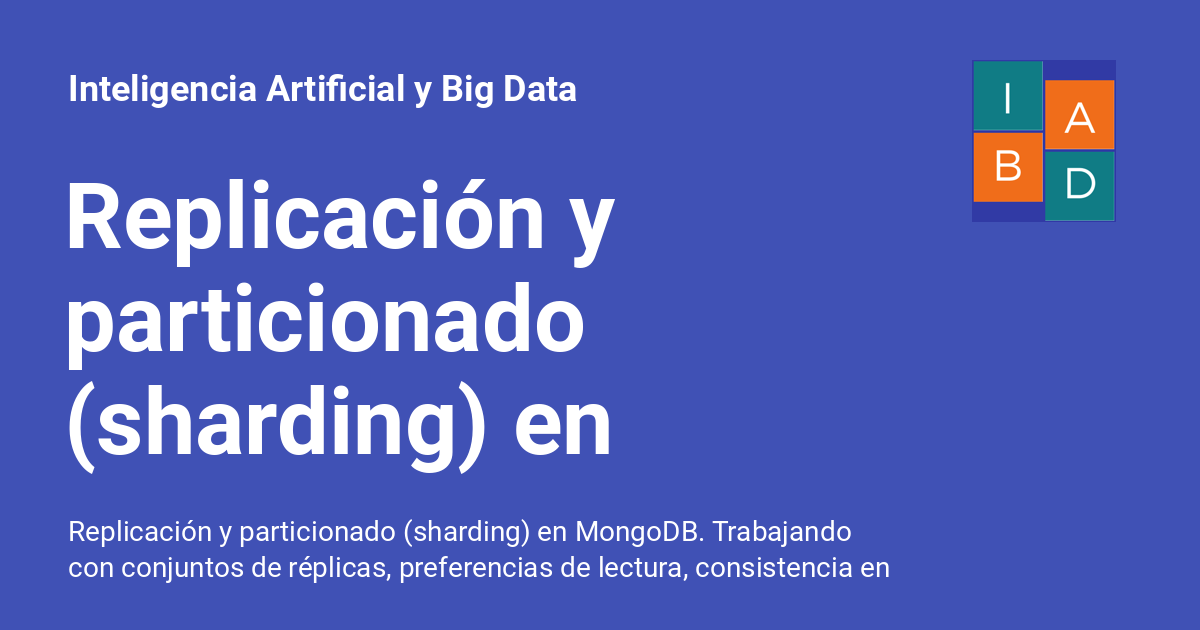 Inteligencia Artificial y Big Data
I
A
B
D
Replicación y
particionado
(sharding) en
Replicación y particionado (sharding) en MongoDB. Trabajando
con conjuntos de réplicas, preferencias de lectura, consistencia en